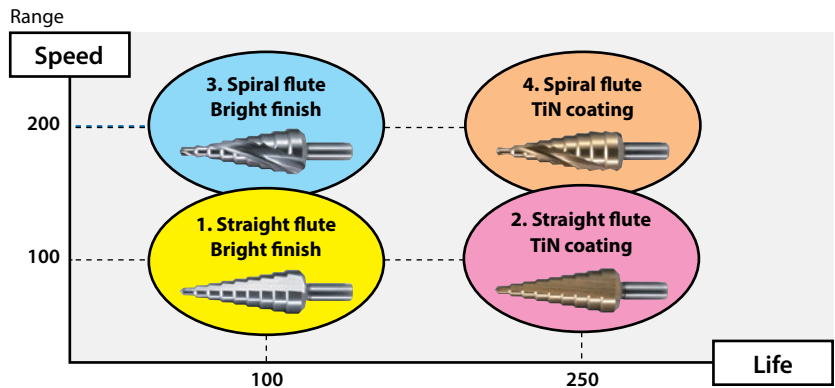 Range
Speed
3. Spiral flute
Bright finish
4. Spiral flute
TiN coating
200
1. Straight flute
Bright finish
2. Straight flute
TiN coating
100
Life
100
250